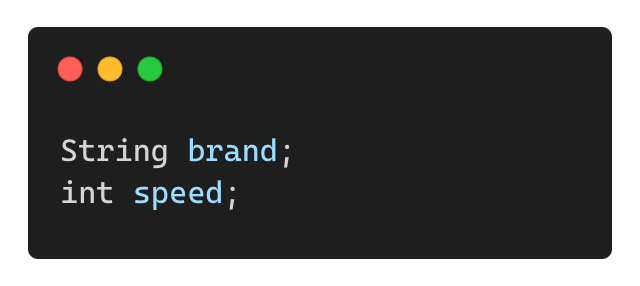 String brand;
int speed;